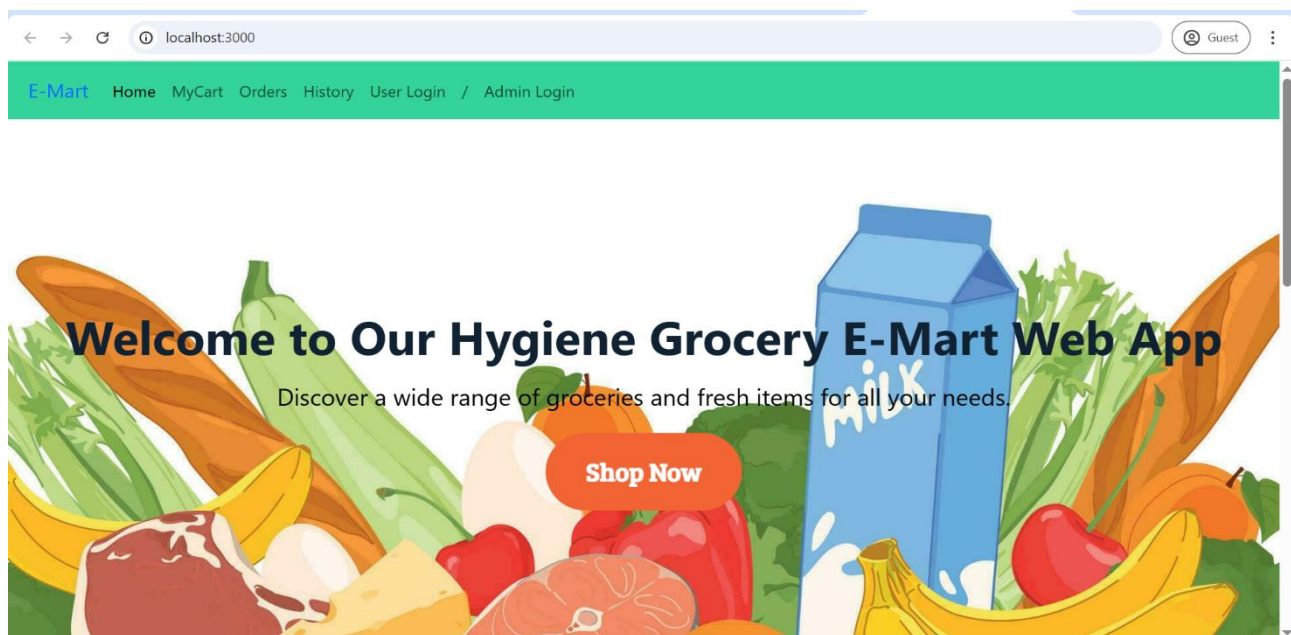 localhost:3000
Guest
E-Mart Home MyCart Orders History User Login / Admin Login
Welcome to Our Hygiene Grocery E-Mart Web App
Discover a wide range of groceries and fresh items for all your needs.
MiLK
Shop Now